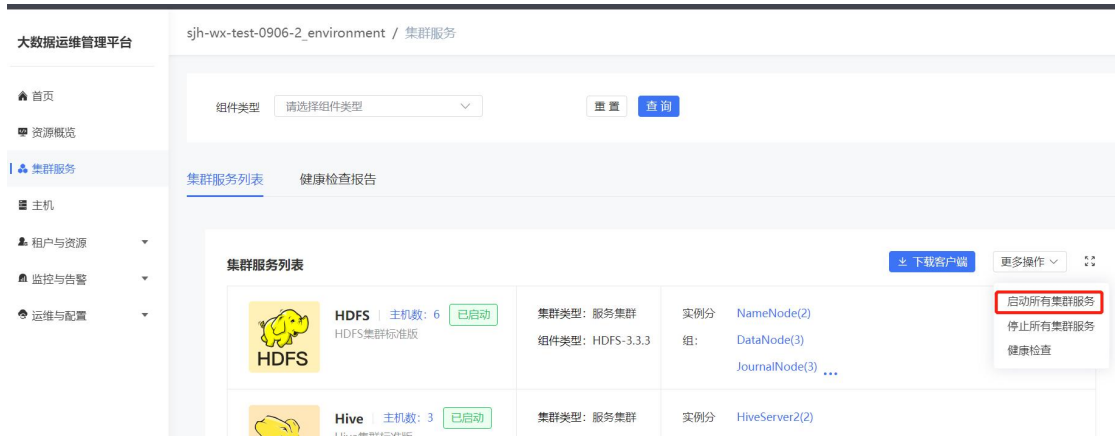 大数据运维管理平台
sjh-wx-test-0906-2_environment / 集群服务
首页
资源概览
集群服务
主机
租户与资源
监控与告警
运维与配置
组件类型 请选择组件类型 重置 查询
集群服务列表 健康检查报告
集群服务列表 下载客户端 更多操作
启动所有集群服务
停止所有集群服务
健康检查
HDFS
HDFS 主机数: 6 已启动
HDFS集群标准版
集群类型: 服务集群
组件类型: HDFS-3.3.3
实例分组:
NameNode(2)
DataNode(3)
JournalNode(3) ...
Hive 主机数: 3 已启动
Hive集群标准版
集群类型: 服务集群
实例分
HiveServer2(2)